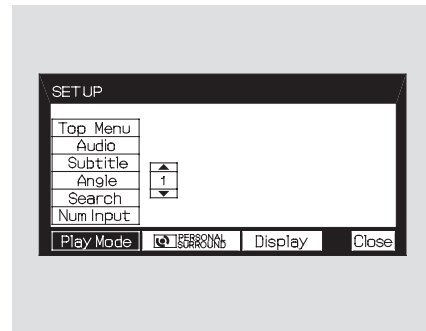 SETUP
Top Menu
Audio
Subtitle
Angle
1
Search
Num Input
Play Mode PERSONAL SURROUND Display Close